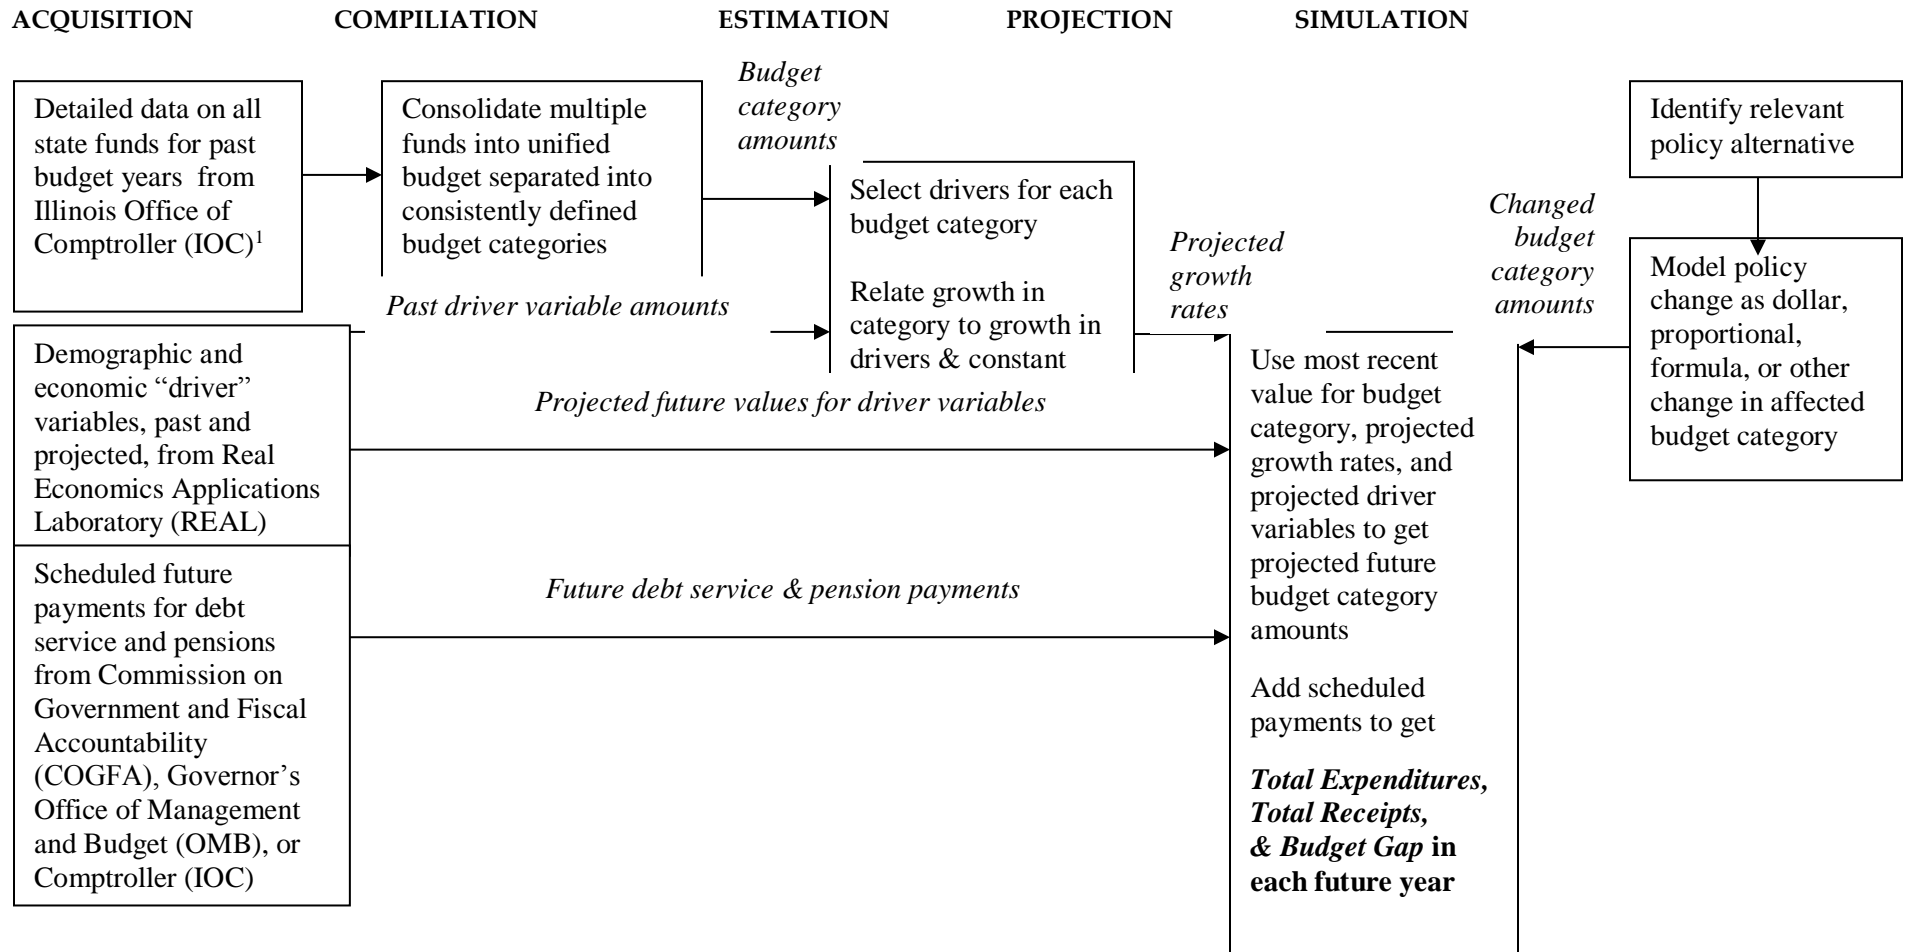 ACQUISITION COMPILIATION ESTIMATION PROJECTION SIMULATION
Detailed data on all
state funds for past
budget years from
Illinois Office of
Comptroller (IOC)1
Consolidate multiple
funds into unified
budget separated into
consistently defined
budget categories
Budget
category
amounts
Select drivers for each
budget category
Relate growth in
category to growth in
drivers & constant
Past driver variable amounts
Demographic and
economic “driver”
variables, past and
projected, from Real
Economics Applications
Laboratory (REAL)
Projected future values for driver variables
Scheduled future
payments for debt
service and pensions
from Commission on
Government and Fiscal
Accountability
(COGFA), Governor’s
Office of Management
and Budget (OMB), or
Comptroller (IOC)
Future debt service & pension payments
Projected
growth
rates
Use most recent
value for budget
category, projected
growth rates, and
projected driver
variables to get
projected future
budget category
amounts
Add scheduled
payments to get
Total Expenditures,
Total Receipts,
& Budget Gap in
each future year
Changed
budget
category
amounts
Identify relevant
policy alternative
Model policy
change as dollar,
proportional,
formula, or other
change in affected
budget category